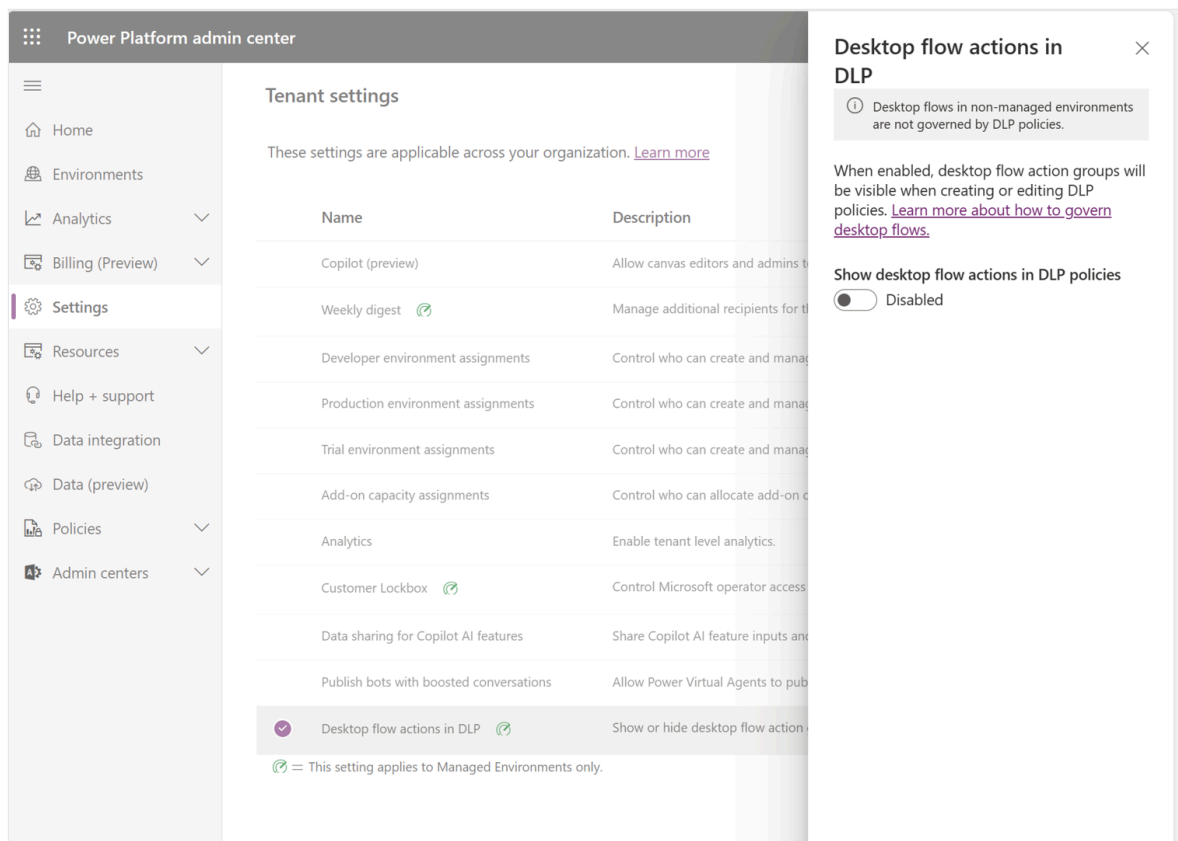 Power Platform admin center
Home
Environments
Analytics
Billing (Preview)
Settings
Resources
Help + support
Data integration
Data (preview)
Policies
Admin centers
Tenant settings
These settings are applicable across your organization. Learn more
Name Description
Copilot (preview) Allow canvas editors and admins
Weekly digest Manage additional recipients for
Developer environment assignments Control who can create and
Production environment assignments Control who can create and
Trial environment assignments Control who can create and
Add-on capacity assignments Control who can allocate add-on
Analytics Enable tenant level analytics.
Customer Lockbox Control Microsoft operator access
Data sharing for Copilot AI features Share Copilot AI feature inputs
Publish bots with boosted conversations Allow Power Virtual Agents to
Desktop flow actions in DLP Show or hide desktop flow action
= This setting applies to Managed Environments only.
Desktop flow actions in
DLP
Desktop flows in non-managed environments
are not governed by DLP policies.
When enabled, desktop flow action groups will
be visible when creating or editing DLP
policies. Learn more about how to govern
desktop flows.
Show desktop flow actions in DLP policies
Disabled